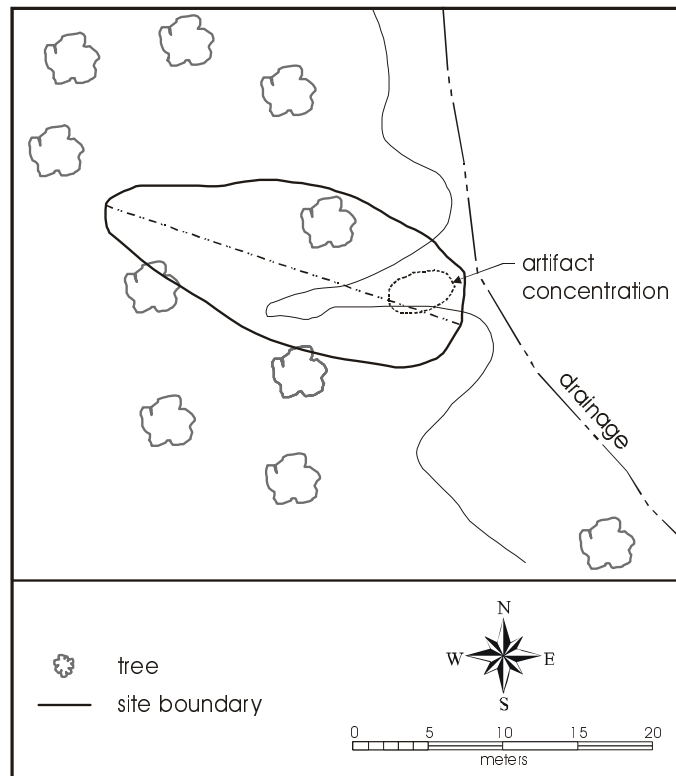 artifact
concentration
drainage
tree
site boundary
N
W E
S
0 5 10 15 20
meters